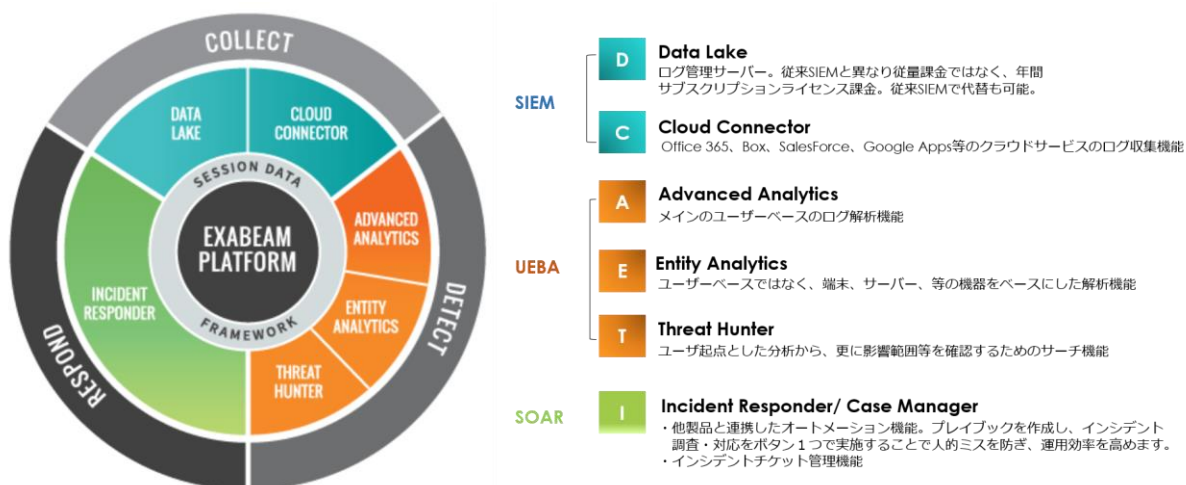 COLLECT
DATA
LAKE
CLOUD
CONNECTOR
SESSION DATA
FRAMEWORK
EXABEAM
PLATFORM
ADVANCED
ANALYTICS
ENTITY
ANALYTICS
THREAT
HUNTER
INCIDENT
RESPONDER
DETECT
RESPOND
SIEM
D
Data Lake
ログ管理サーバー。従来SIEMと異なり従量課金ではなく、年間
サブスクリプションライセンス課金。従来SIEMで代替も可能。
C
Cloud Connector
Office 365、Box、SalesForce、Google Apps等のクラウドサービスのログ収集機能
UEBA
A
Advanced Analytics
メインのユーザーベースのログ解析機能
E
Entity Analytics
ユーザーベースではなく、端末、サーバー、等の機器をベースにした解析機能
T
Threat Hunter
ユーザ起点とした分析から、更に影響範囲等を確認するためのサーチ機能
SOAR
I
Incident Responder/ Case Manager
・他製品と連携したオートメーション機能。プレイブックを作成し、インシデント
調査・対応をボタン１つで実施することで人的ミスを防ぎ、運用効率を高めます。
・インシデントチケット管理機能